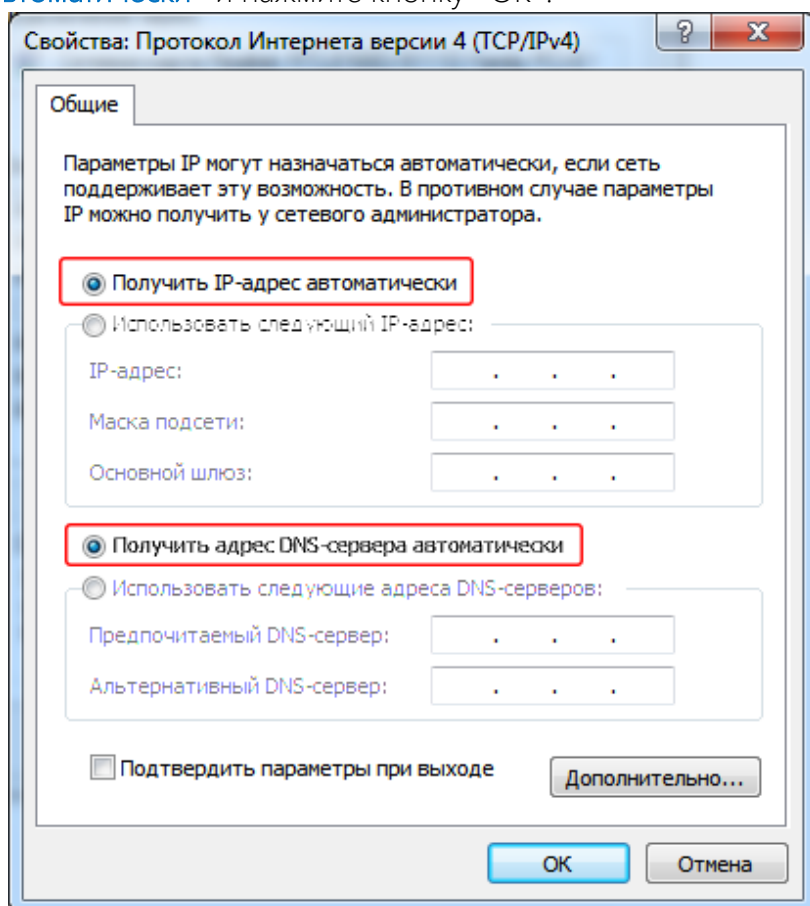 Свойства: Протокол Интернета версии 4 (TCP/IPv4)
Общие
Параметры IP могут назначаться автоматически, если сеть
поддерживает эту возможность. В противном случае параметры
IP можно получить у сетевого администратора.
Получить IP-адрес автоматически
Использовать следующий IP-адрес:
IP-адрес: . . .
Маска подсети: . . .
Основной шлюз: . . .
Получить адрес DNS-сервера автоматически
Использовать следующие адреса DNS-серверов:
Предпочитаемый DNS-сервер: . . .
Альтернативный DNS-сервер: . . .
Подтвердить параметры при выходе
Дополнительно...
ОК
Отмена